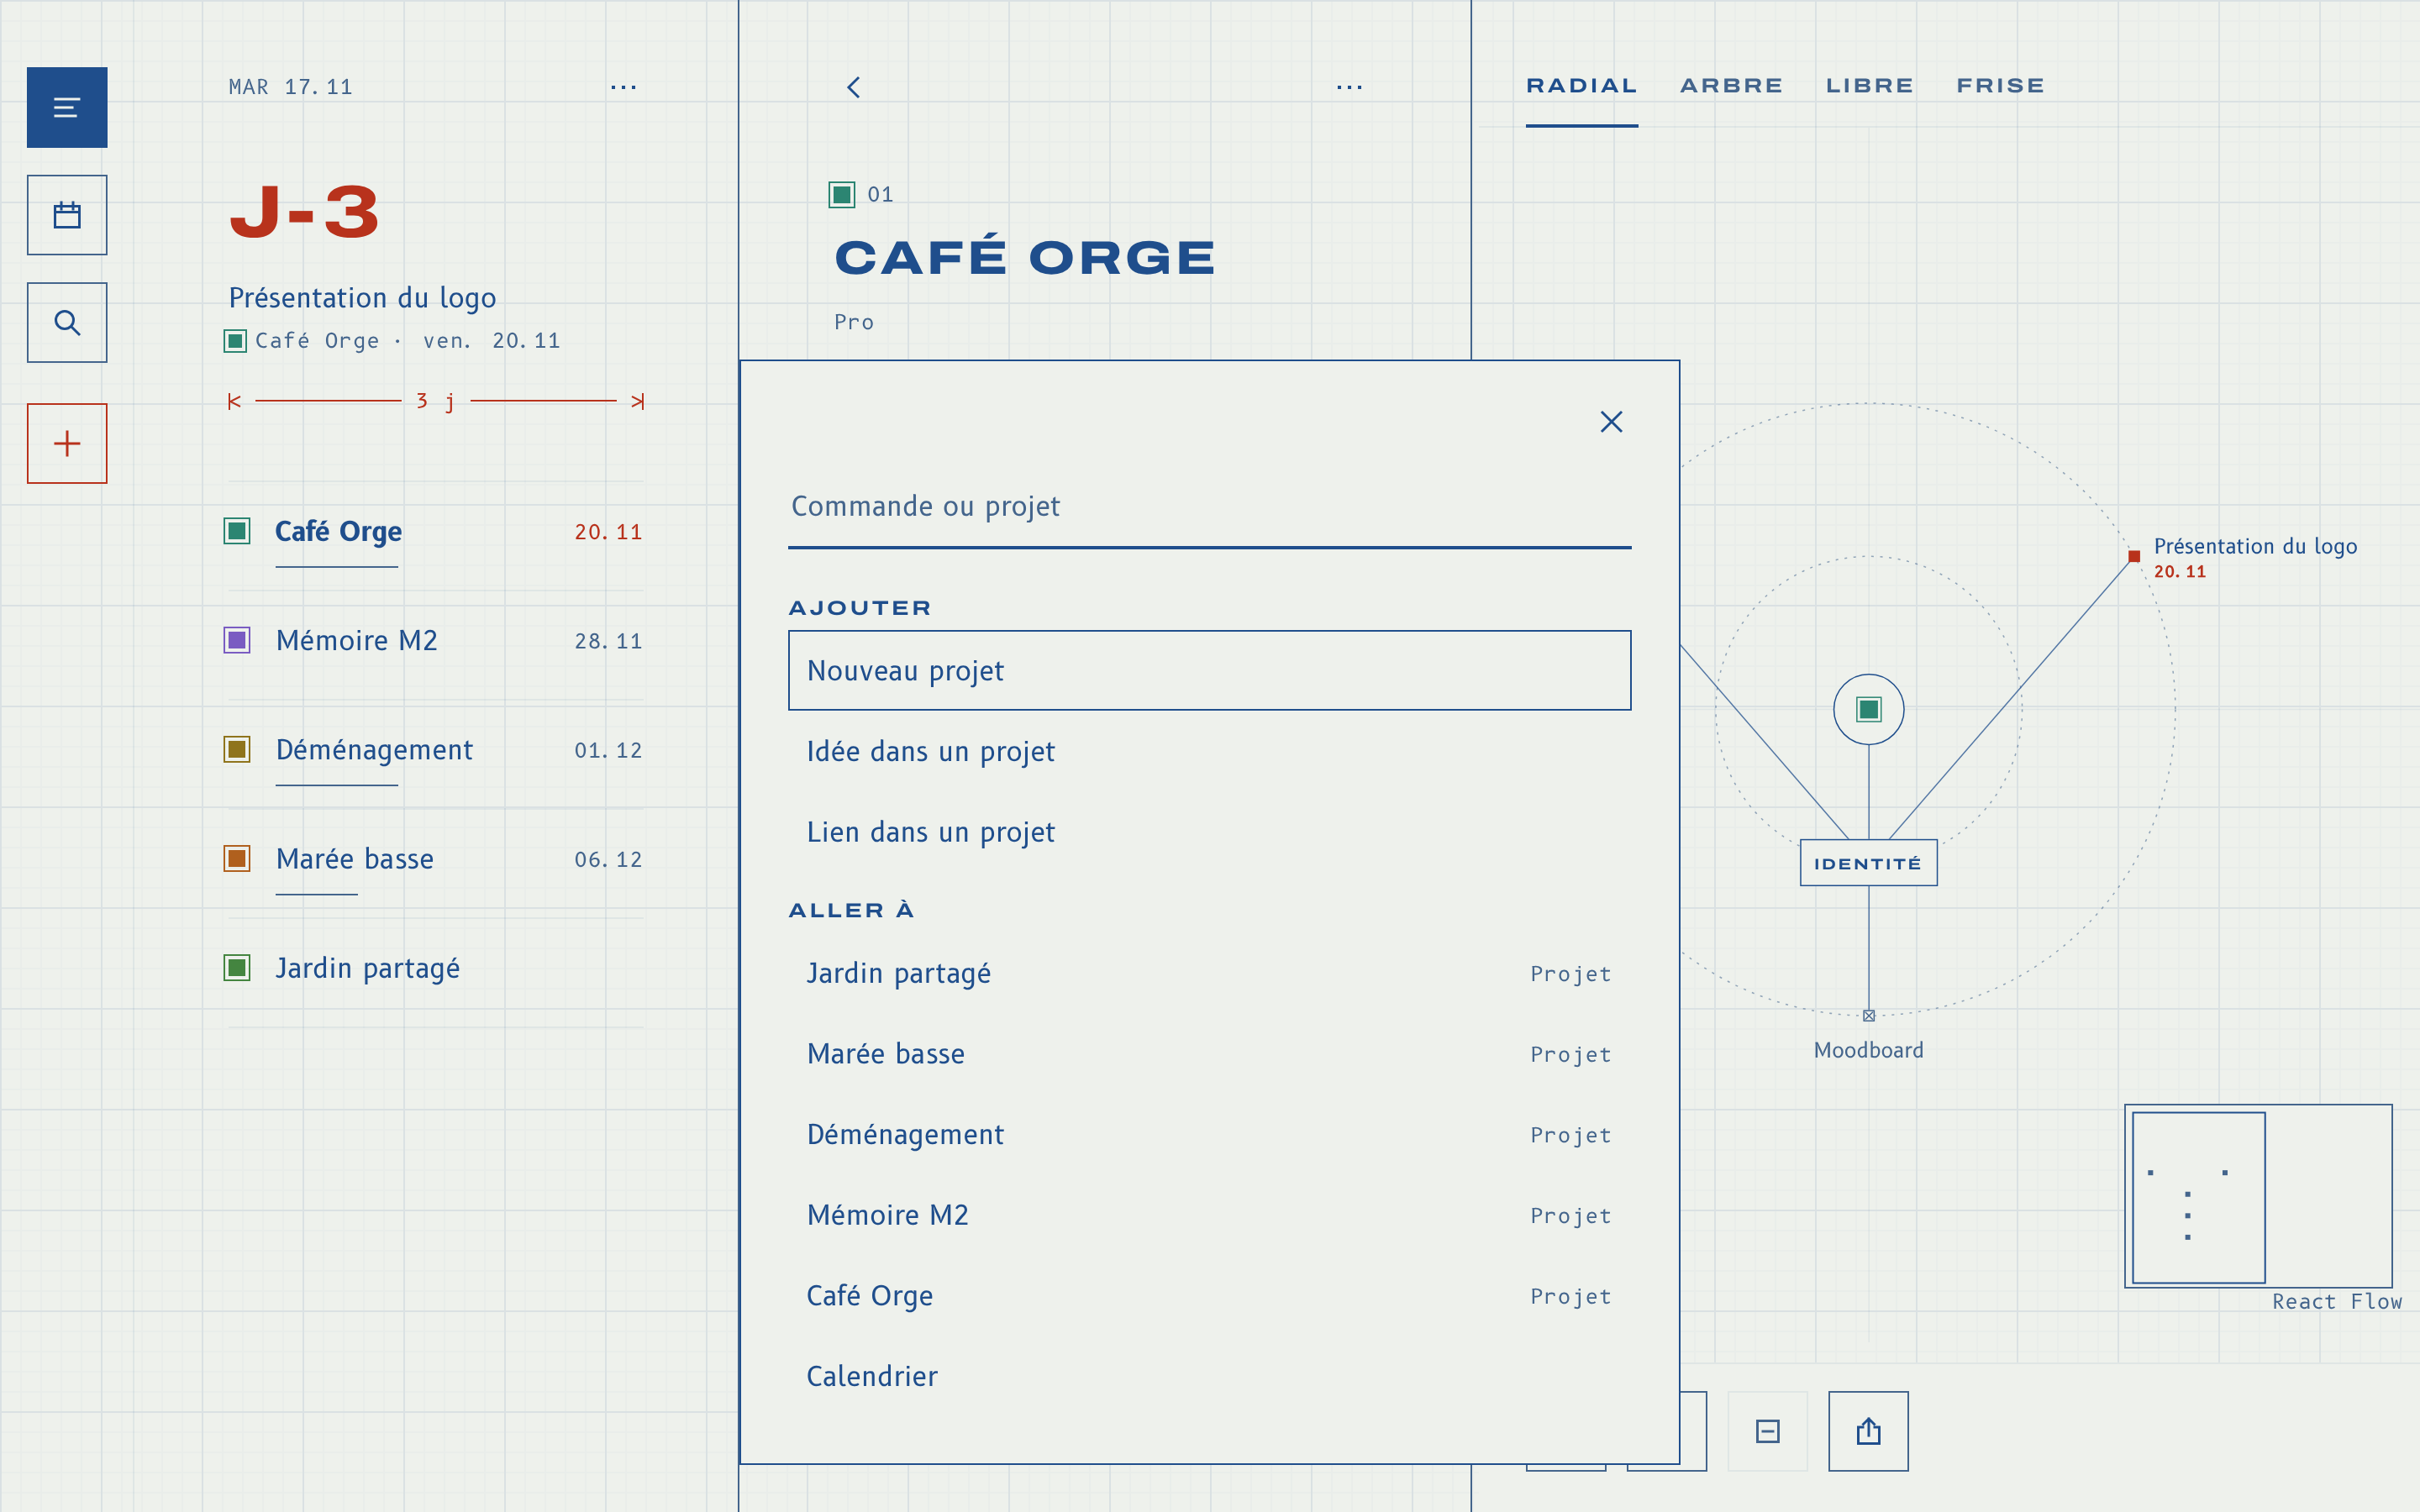 MAR 17.11
J-3
Présentation du logo
Café Orge · ven. 20.11
3 j
Café Orge 20.11
Mémoire M2 28.11
Déménagement 01.12
Marée basse 06.12
Jardin partagé
01
CAFÉ ORGE
Pro
Commande ou projet
AJOUTER
Nouveau projet
Idée dans un projet
Lien dans un projet
ALLER À
Jardin partagé Projet
Marée basse Projet
Déménagement Projet
Mémoire M2 Projet
Café Orge Projet
Calendrier
RADIAL ARBRE LIBRE FRISE
Présentation du logo
20.11
IDENTITÉ
Moodboard
React Flow